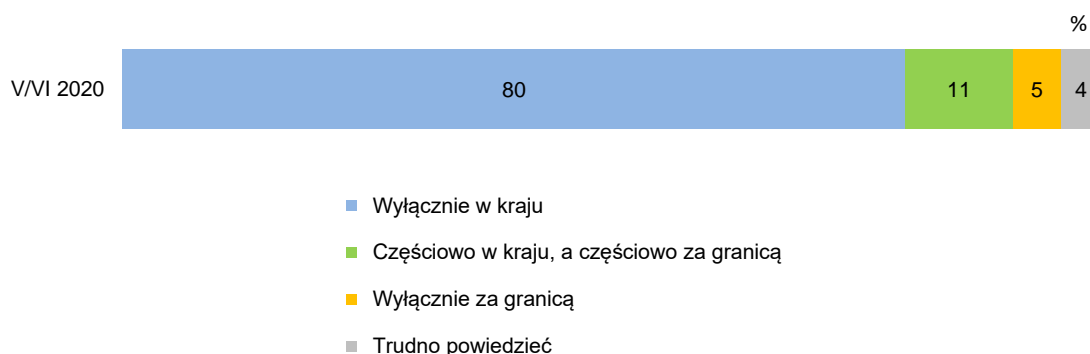 %
V/VI 2020 80 11 5 4
Wyłącznie w kraju
Częściowo w kraju, a częściowo za granicą
Wyłącznie za granicą
Trudno powiedzieć